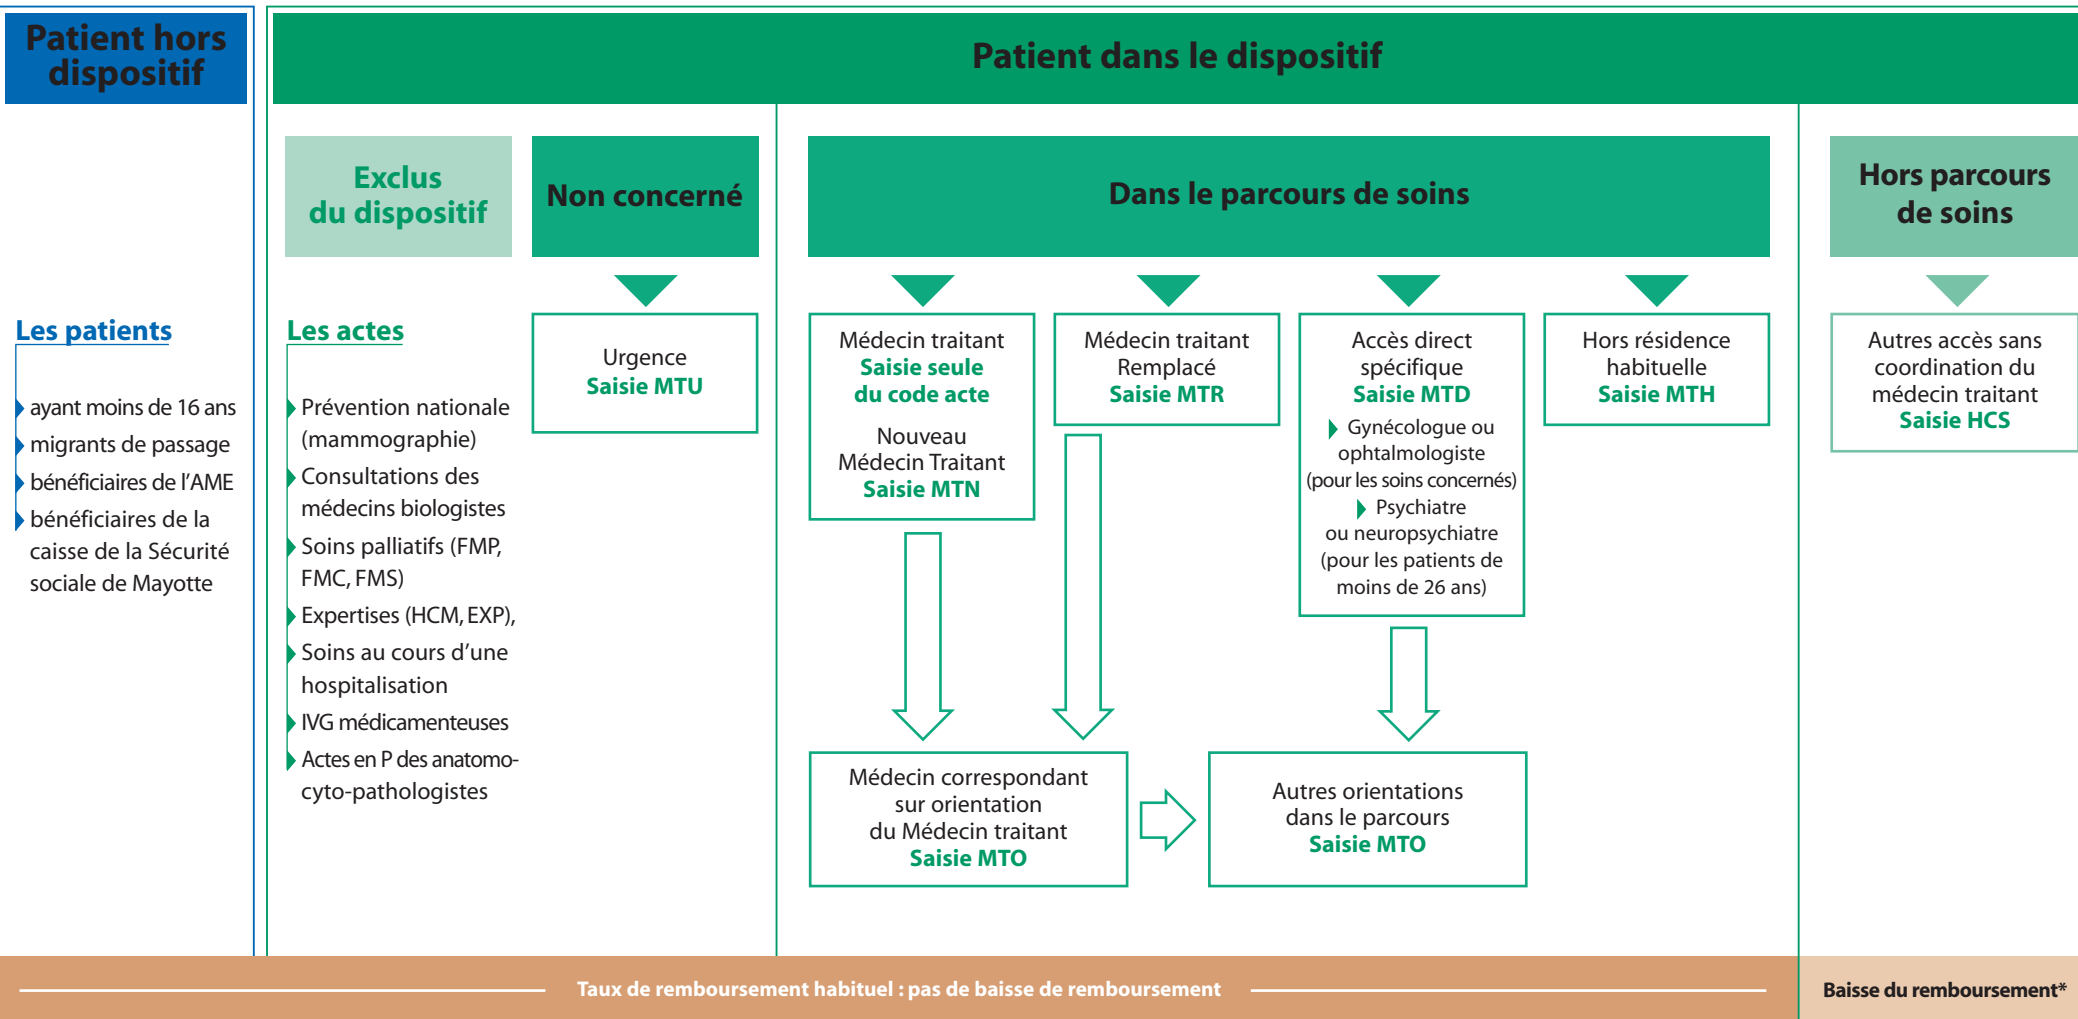 Patient hors
dispositif
Patient dans le dispositif
Exclus
du dispositif
Non concerné
Dans le parcours de soins
Hors parcours
de soins
Les patients
ayant moins de 16 ans
migrants de passage
bénéficiaires de l'AME
bénéficiaires de la
caisse de la Sécurité
sociale de Mayotte
Les actes
Prévention nationale
(mammographie)
Consultations des
médecins biologistes
Soins palliatifs (FMP,
FMC, FMS)
Expertises (HCM, EXP),
Soins au cours d'une
hospitalisation
IVG médicamenteuses
Actes en P des anatomo-
cyto-pathologistes
Urgence
Saisie MTU
Médecin traitant
Saisie seule
du code acte
Nouveau
Médecin Traitant
Saisie MTN
Médecin traitant
Remplacé
Saisie MTR
Accès direct
spécifique
Saisie MTD
Gynécologue ou
ophtalmologiste
(pour les soins concernés)
Psychiatre
ou neuropsychiatre
(pour les patients de
moins de 26 ans)
Hors résidence
habituelle
Saisie MTH
Autres accès sans
coordination du
médecin traitant
Saisie HCS
Médecin correspondant
sur orientation
du Médecin traitant
Saisie MTO
Autres orientations
dans le parcours
Saisie MTO
Taux de remboursement habituel : pas de baisse de remboursement
Baisse du remboursement*